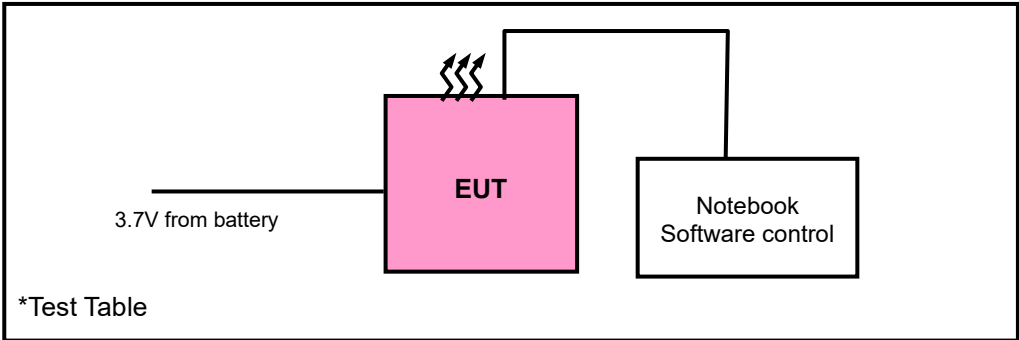 EUT
3.7V from battery
Notebook
Software control
*Test Table